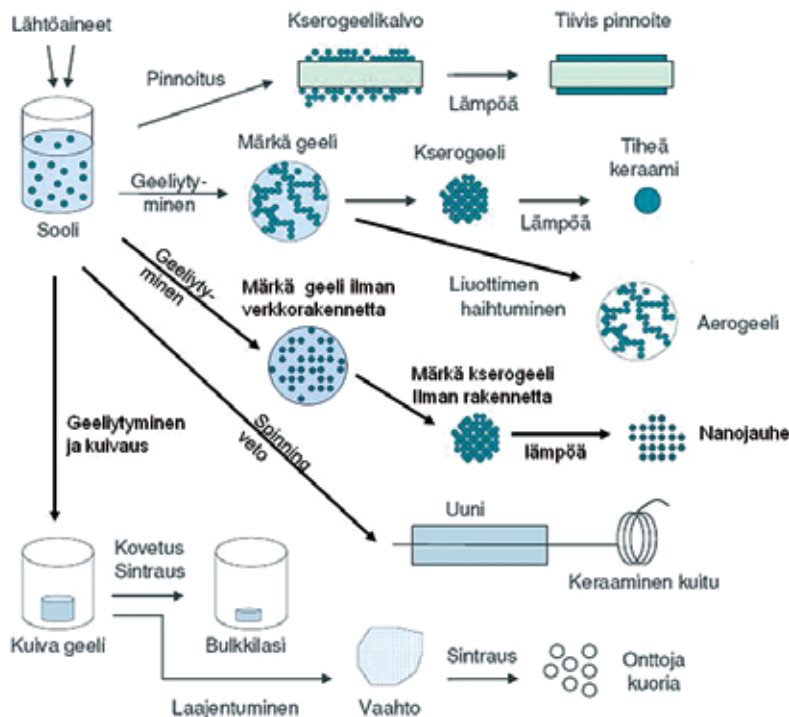 Lähtöaineet
Kserogeelikalvo
Tiivis pinnoite
Pinnoitus
Lämpöä
Märkä geeli
Kserogeeli
Tiheä
keraami
Geeliyty-
minen
Lämpöä
Sooli
Geeliyty-
minen
Märkä geeli ilman
verkkorakennetta
Liuottimen
haihtuminen
Aerogeeli
Märkä kserogeeli
Ilman rakennetta
Geeliytyminen
ja kuivaus
Spinning
veto
lämpöä
Nanojauhe
Uuni
Keraaminen kuitu
Kovetus
Sintraus
Kuiva geeli
Bulkkilasi
Laajentuminen
Vaahto
Sintraus
Onttoja
kuoria